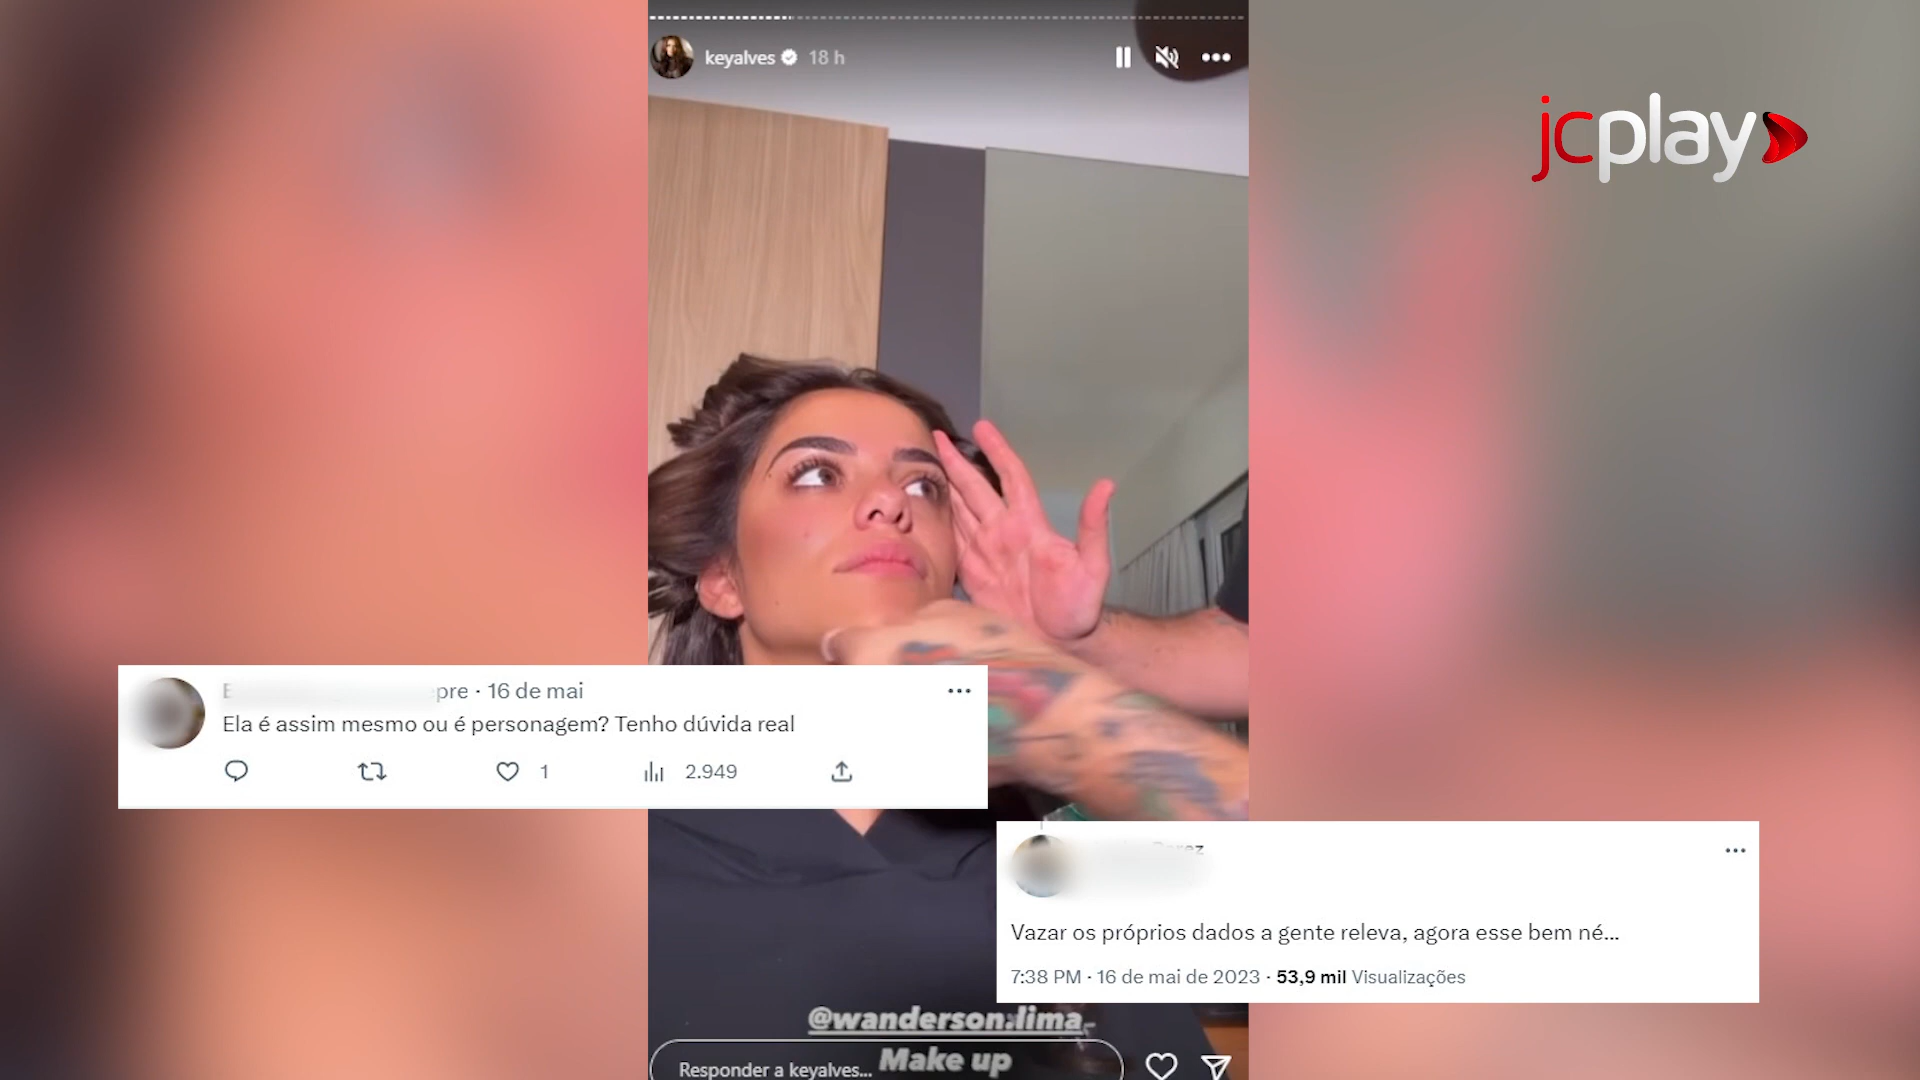 keyalves 18 h
jcplay
pre · 16 de mai
Ela é assim mesmo ou é personagem? Tenho dúvida real
1 2.949
Vazar os próprios dados a gente releva, agora esse bem né...
7:38 PM · 16 de mai de 2023 · 53,9 mil Visualizações
@wanderson.lima_
Make up
Responder a keyalves...